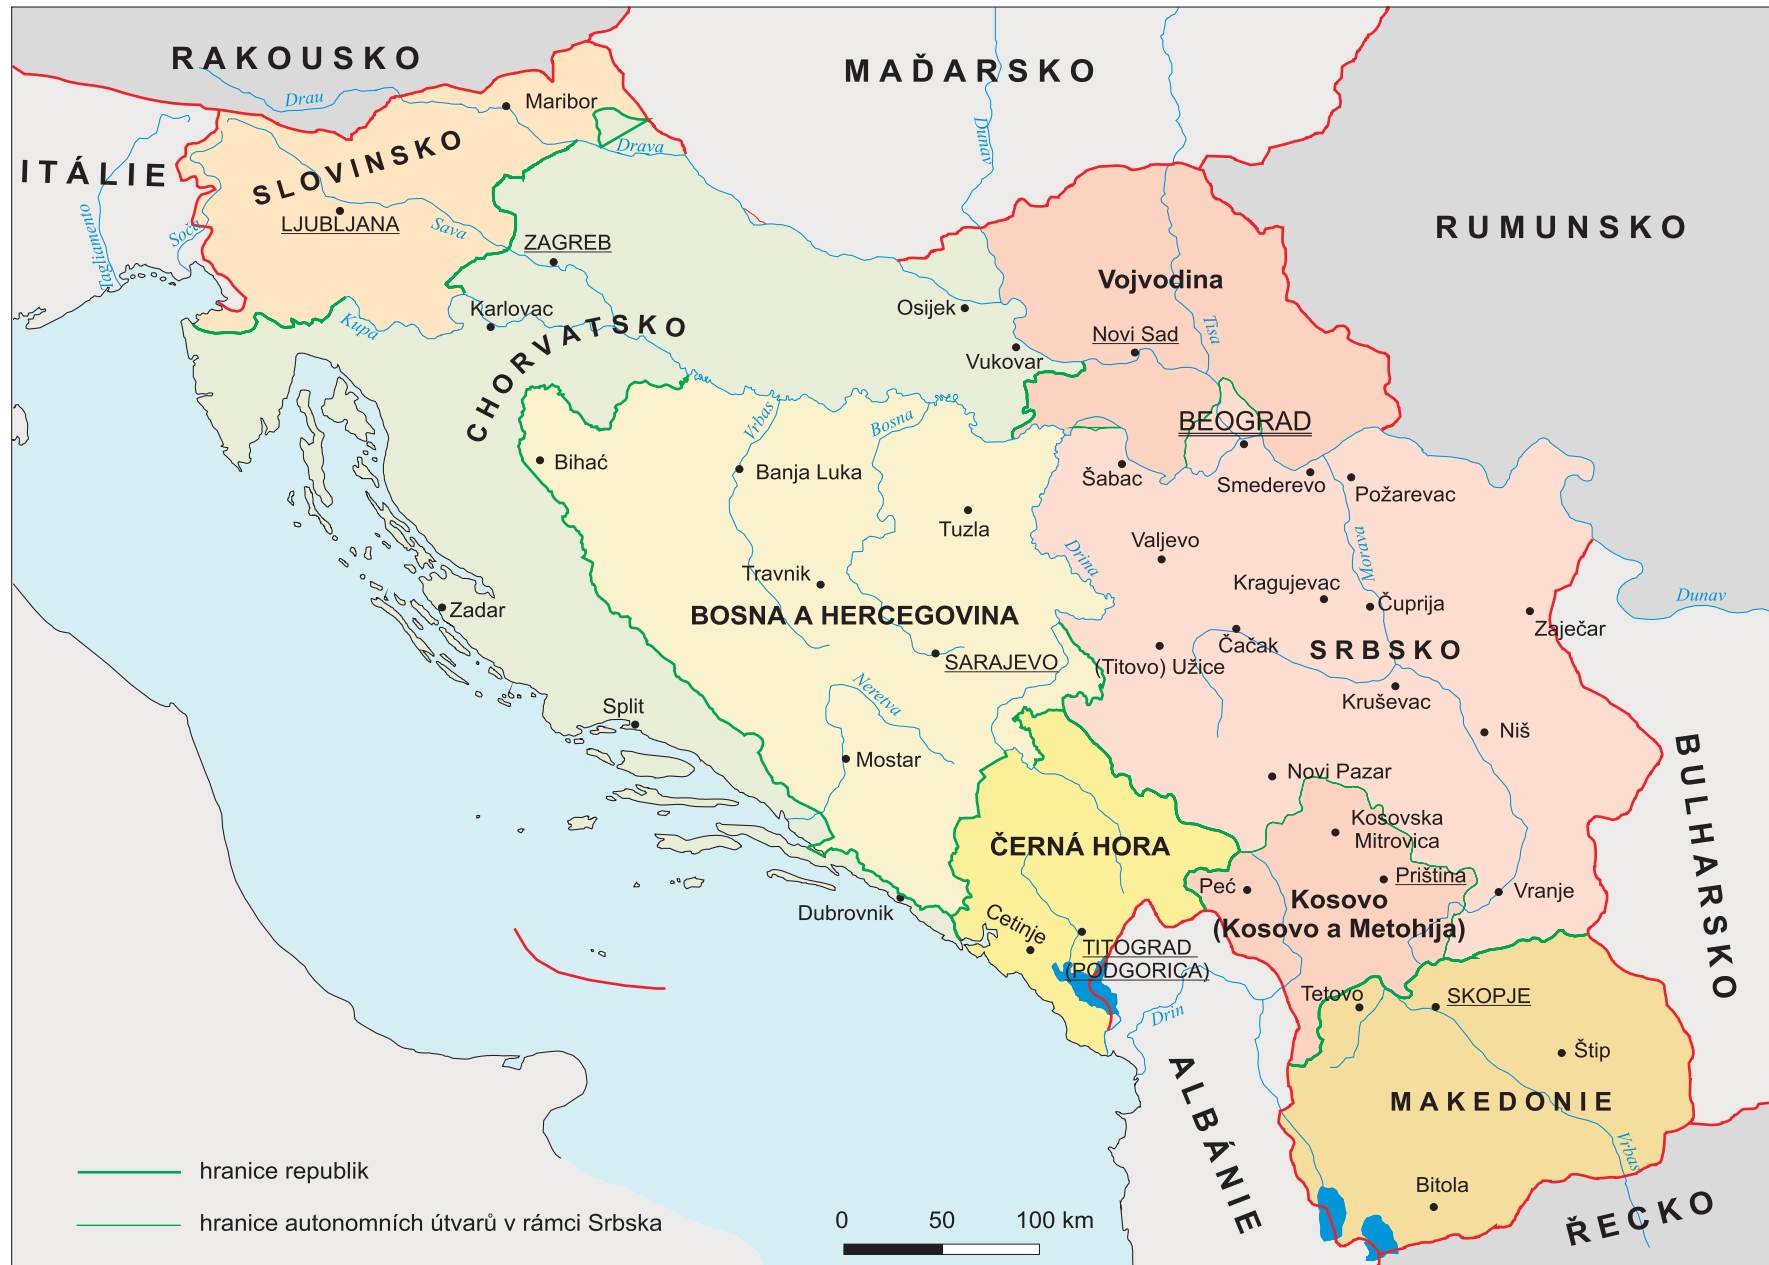 RAKOUSKO
MAĎARSKO
Drau
Maribor
Dunav
Drava
ITÁLIE
SLOVINSKO
RUMUNSKO
LJUBLJANA
Tagliamento
Soča
Sava
ZAGREB
Vojvodina
Karlovac
Osijek
Kupa
CHORVATSKO
Novi Sad
Tisa
Vukovar
Vrbas
Bosna
BEOGRAD
Bihać
Banja Luka
Šabac
Smederevo
Požarevac
Tuzla
Drina
Valjevo
Morava
Travnik
Kragujevac
Čuprija
Dunav
Zadar
BOSNA A HERCEGOVINA
Zaječar
Čačak
SRBSKO
SARAJEVO
(Titovo) Užice
Neretva
Kruševac
Split
Niš
BULHARSKO
Mostar
Novi Pazar
Kosovska
Mitrovica
ČERNÁ HORA
Priština
Peć
Vranje
Kosovo
(Kosovo a Metohija)
Dubrovnik
Cetinje
TITOGRAD
(PODGORICA)
Tetovo
SKOPJE
Drin
Štip
ALBÁNIE
MAKEDONIE
Vrbas
hranice republik
Bitola
hranice autonomních útvarů v rámci Srbska
0 50 100 km
ŘECKO